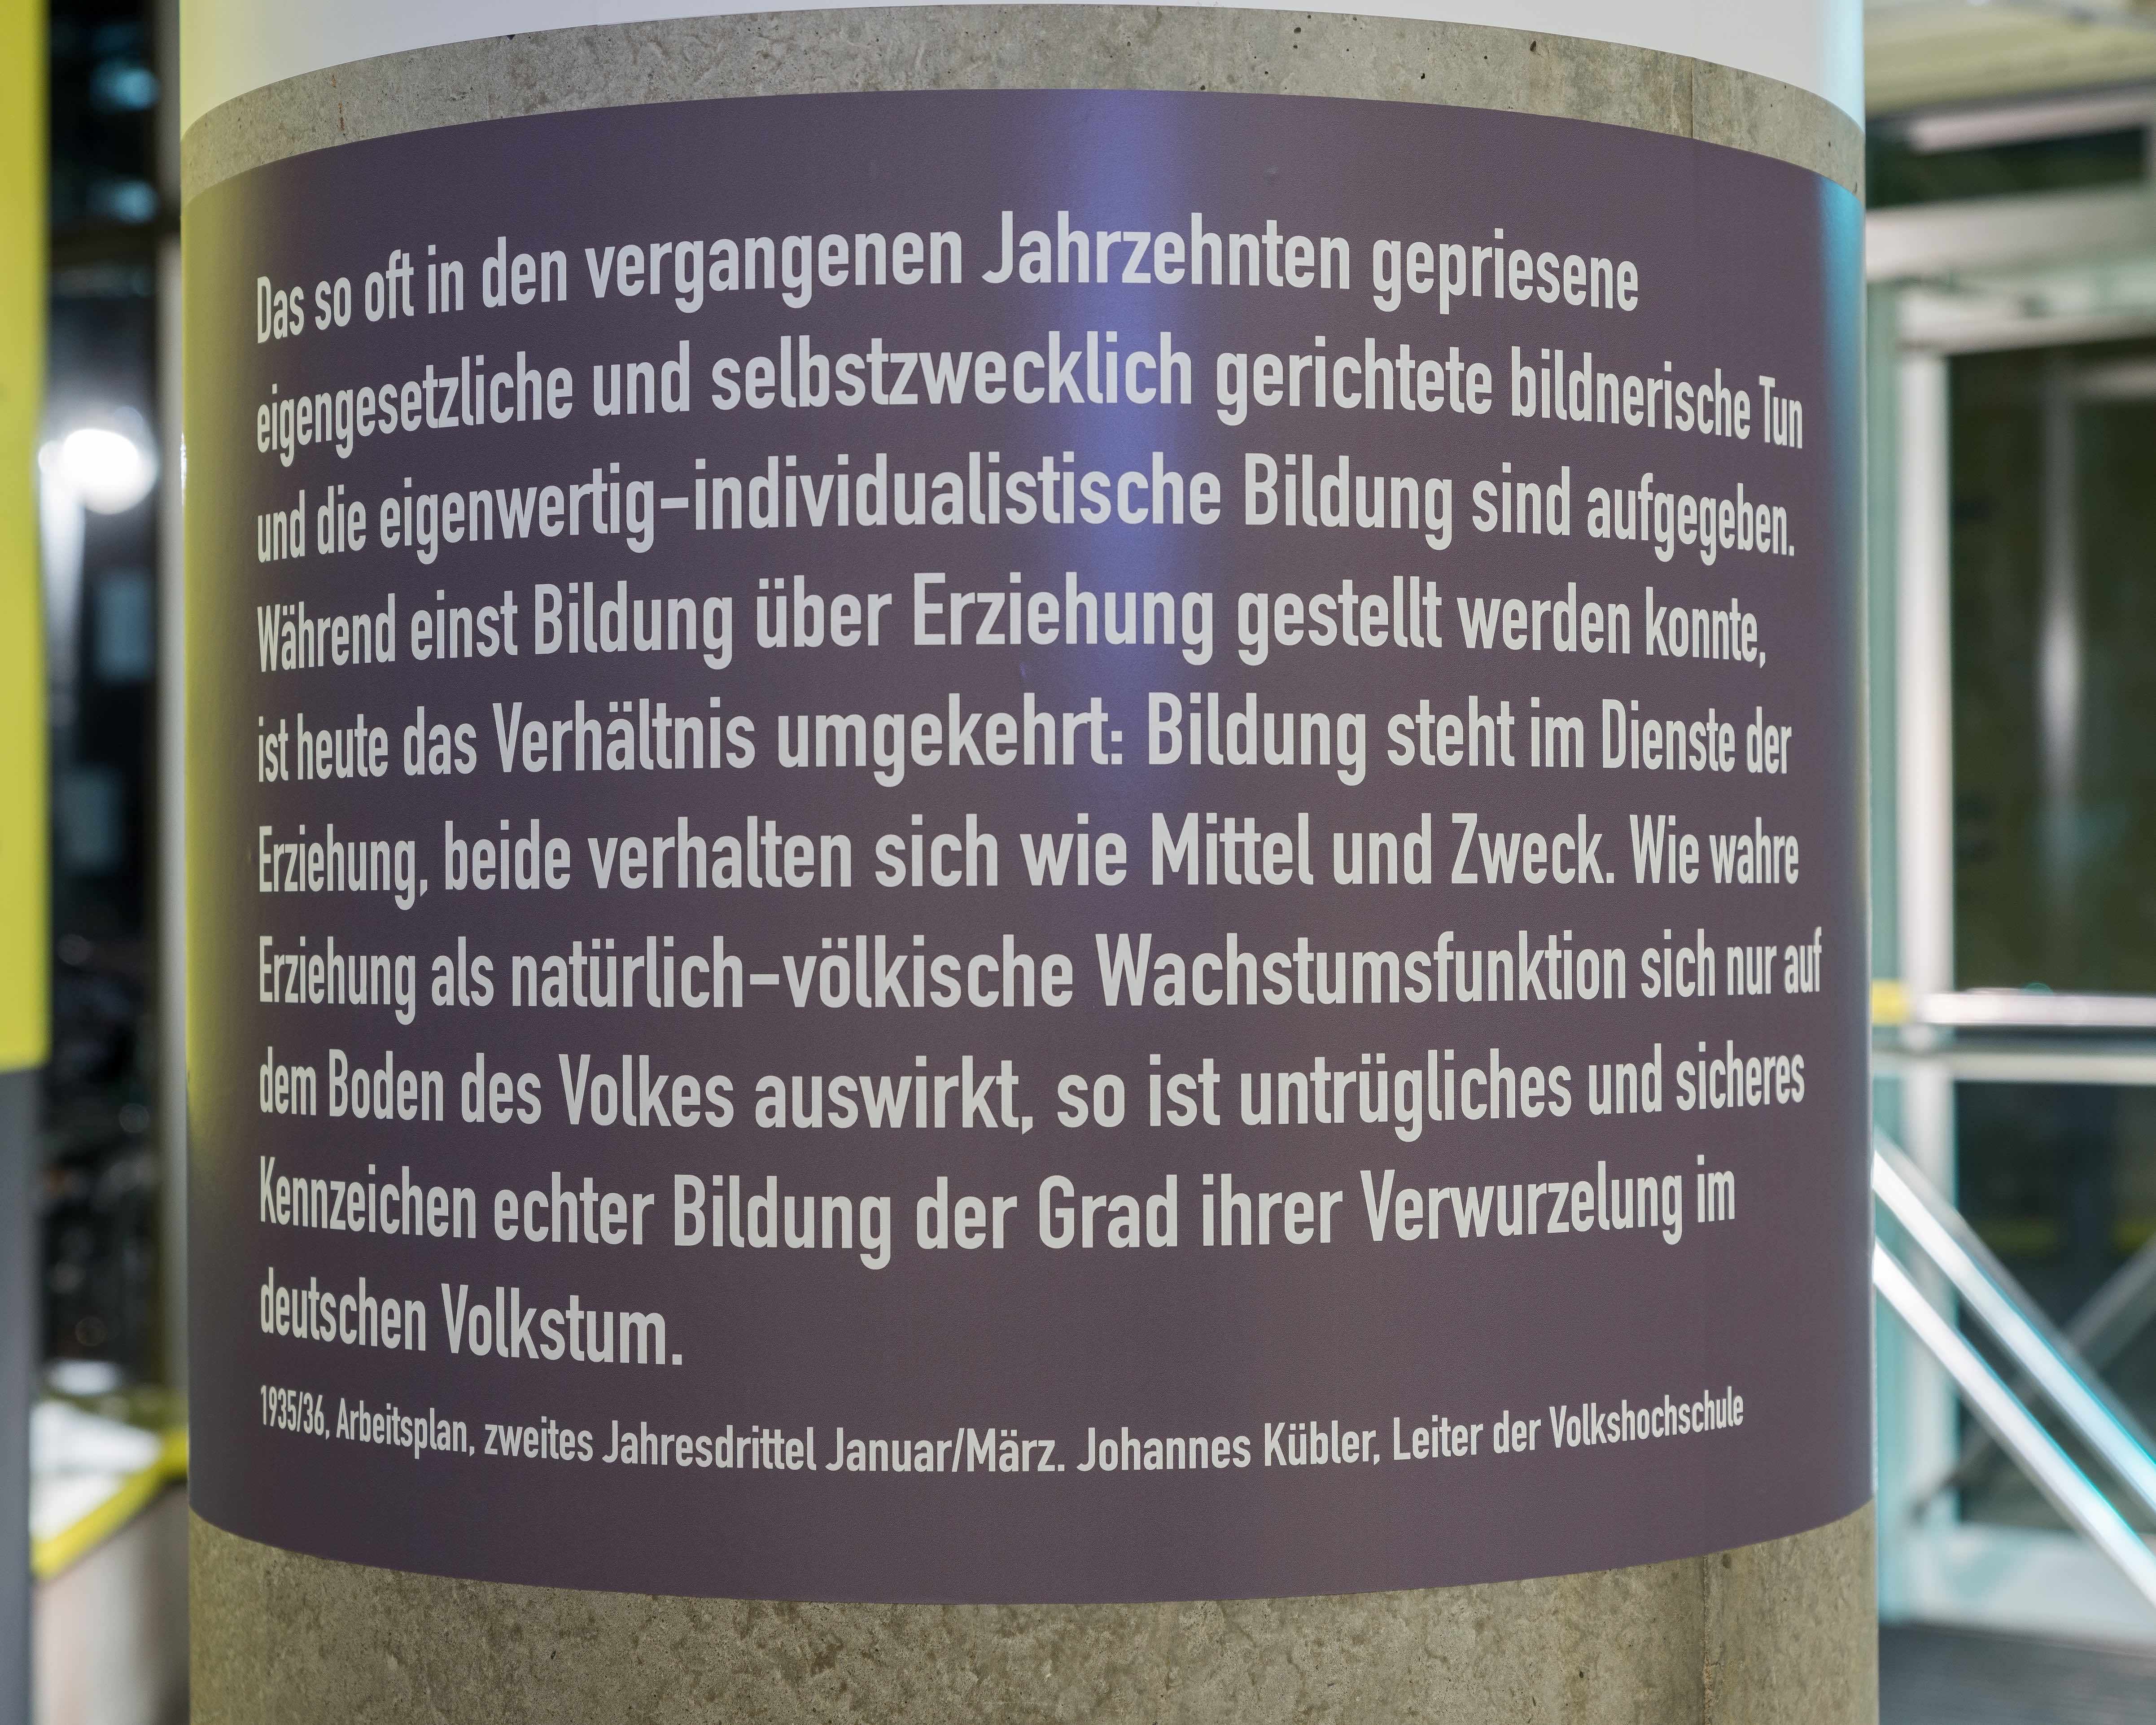 Das so oft in den vergangenen Jahrzehnten gepriesene
eigengesetzliche und selbstzwecklich gerichtete bildnerische Tun
und die eigenwertig-individualistische Bildung sind aufgegeben.
Während einst Bildung über Erziehung gestellt werden konnte,
ist heute das Verhältnis umgekehrt: Bildung steht im Dienste der
Erziehung, beide verhalten sich wie Mittel und Zweck. Wie wahre
Erziehung als natürlich-völkische Wachstumsfunktion sich nur auf
dem Boden des Volkes auswirkt, so ist untrügliches und sicheres
Kennzeichen echter Bildung der Grad ihrer Verwurzelung im
deutschen Volkstum.
1935/36, Arbeitsplan, zweites Jahresdrittel Januar/März. Johannes Kübler, Leiter der Volkshochschule